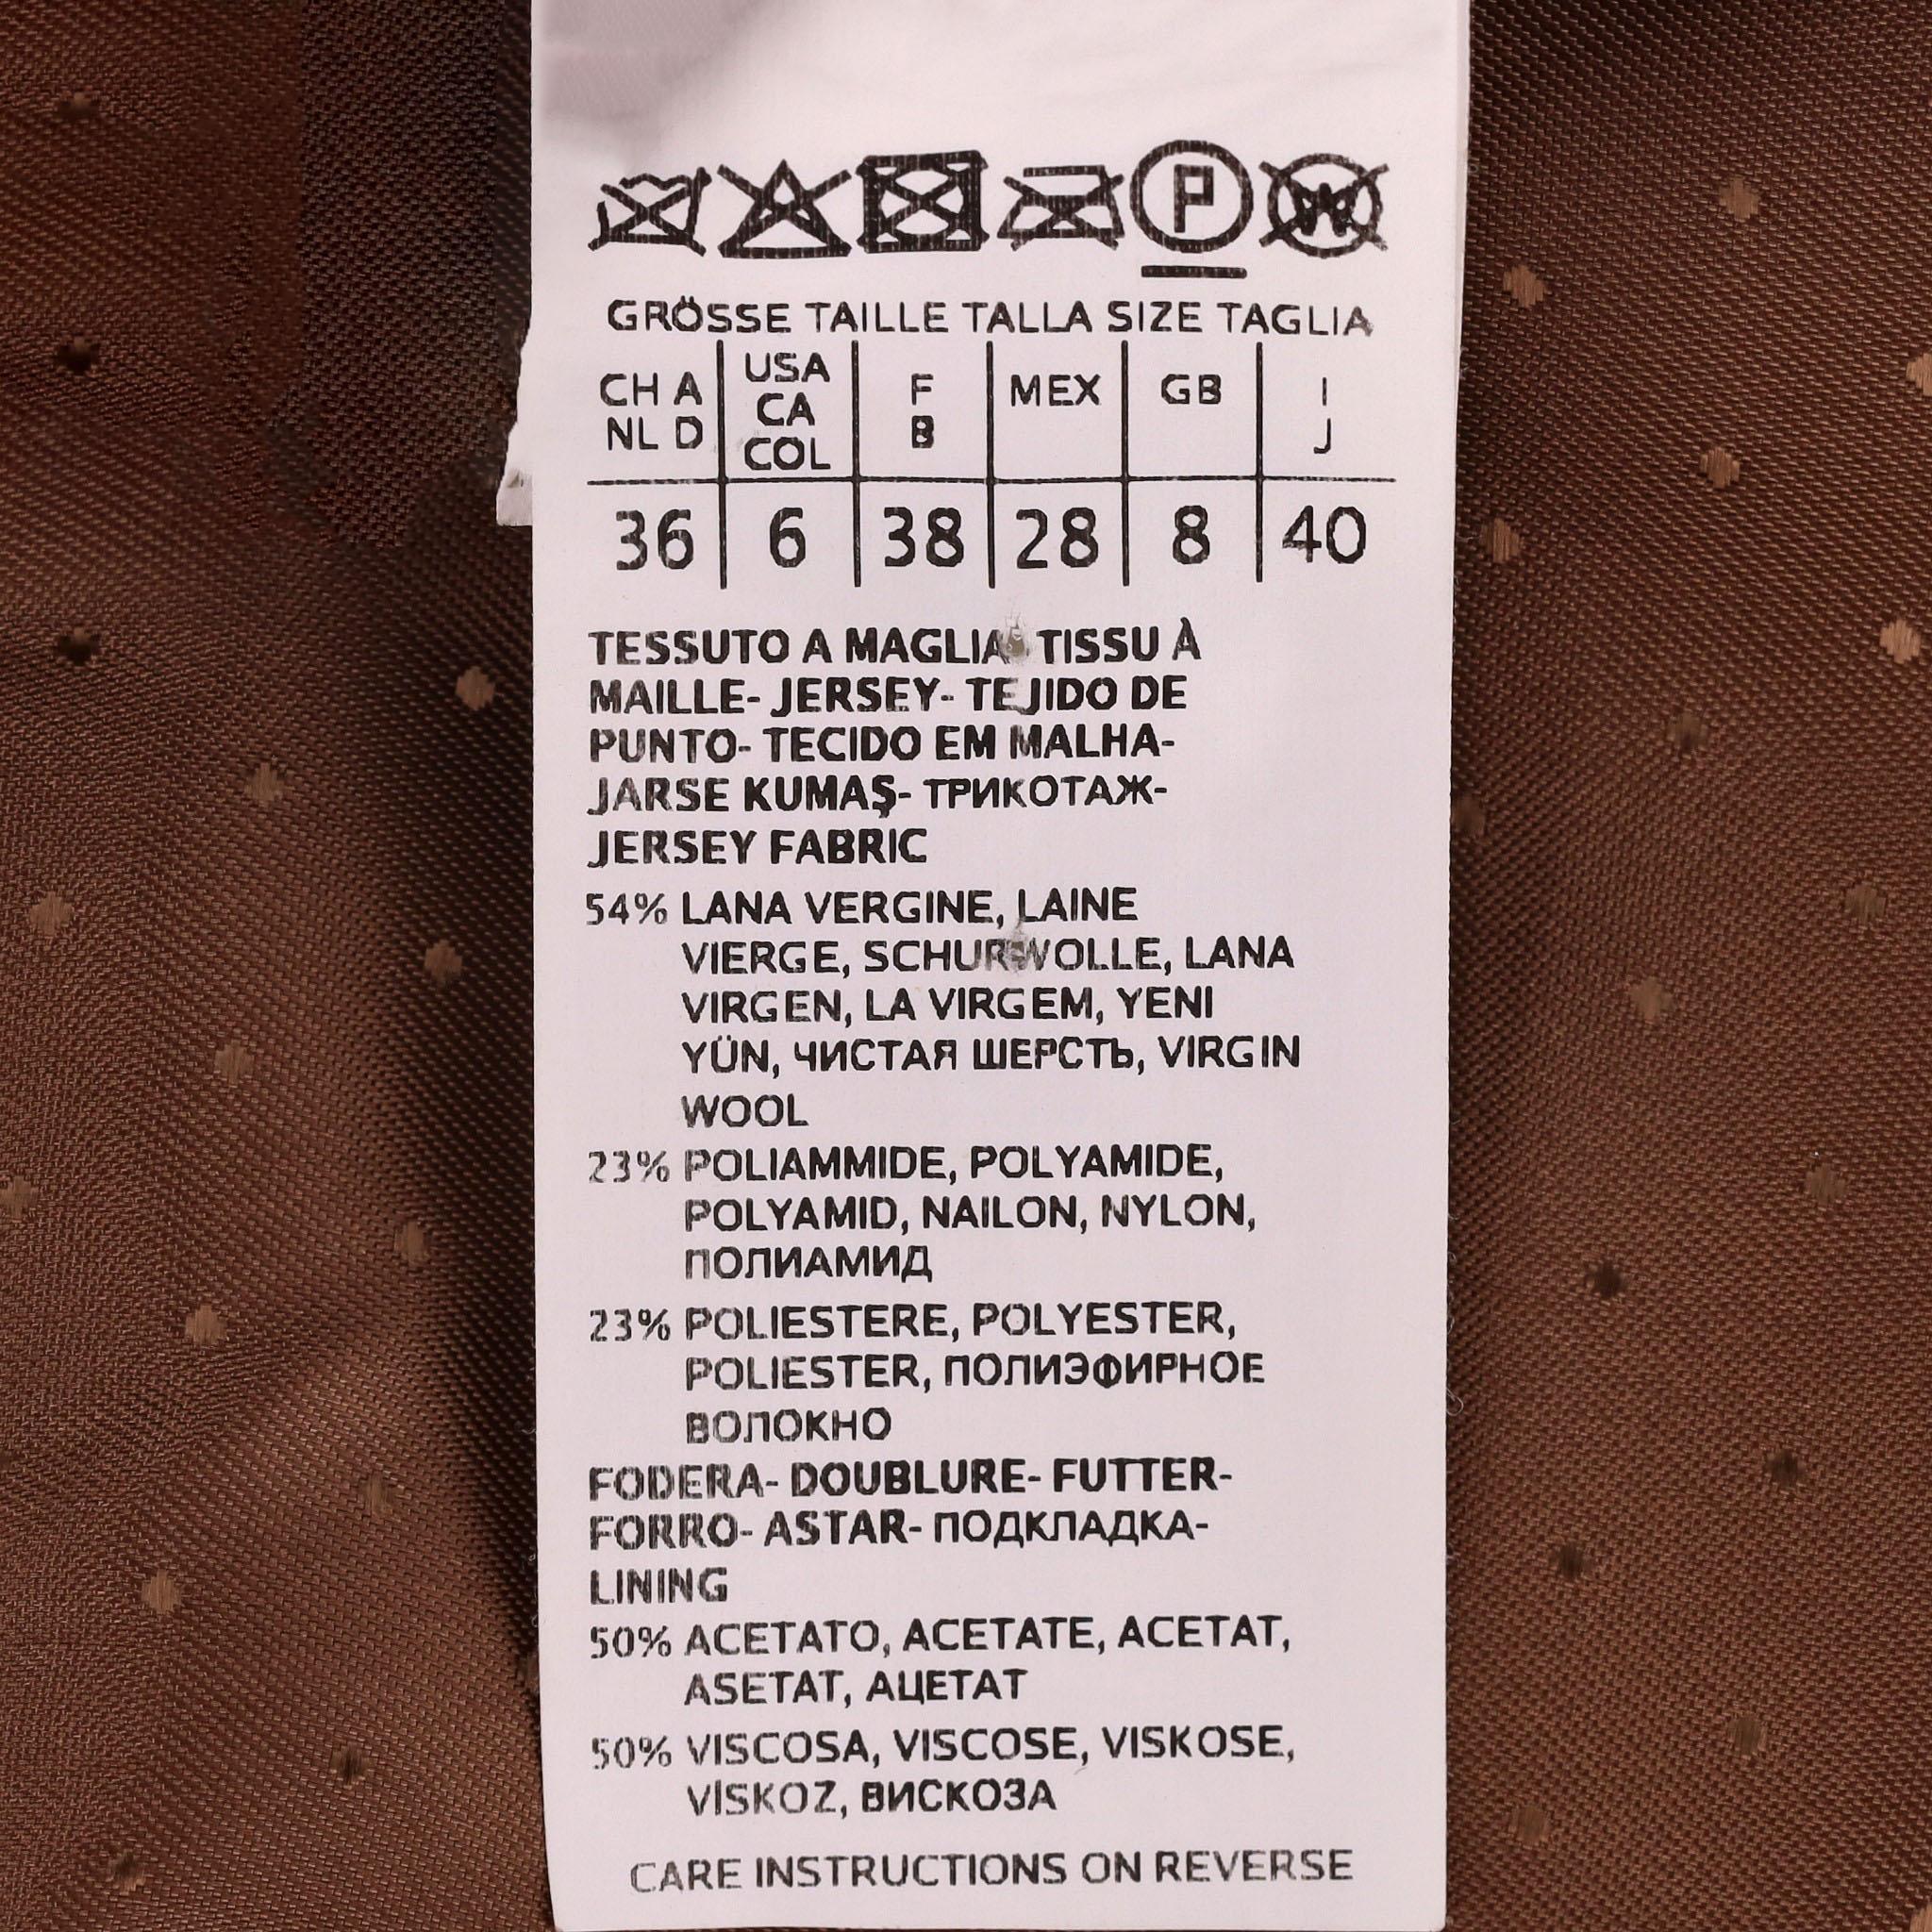 P W
GRÖSSE TAILLE TALLA SIZE TAGLIA
CH A NL D
USA CA COL
F B
MEX
GB
I J
36 6 38 28 8 40
TESSUTO A MAGLIA- TISSU À
MAILLE- JERSEY- TEJIDO DE
PUNTO- TECIDO EM MALHA-
JARSE KUMAŞ- ТРИКОТАЖ-
JERSEY FABRIC
54% LANA VERGINE, LAINE
VIERGE, SCHURWOLLE, LANA
VIRGEN, LA VIRGEM, YENI
YÜN, ЧИСТАЯ ШЕРСТЬ, VIRGIN
WOOL
23% POLIAMMIDE, POLYAMIDE,
POLYAMID, NAILON, NYLON,
ПОЛИАМИД
23% POLIESTERE, POLYESTER,
POLIESTER, ПОЛИЭФИРНОЕ
ВОЛОКНО
FODERA- DOUBLURE- FUTTER-
FORRO- ASTAR- ПОДКЛАДКА-
LINING
50% ACETATO, ACETATE, ACETAT,
ASETAT, АЦЕТАТ
50% VISCOSA, VISCOSE, VISKOSE,
VİSKOZ, ВИСКОЗА
CARE INSTRUCTIONS ON REVERSE